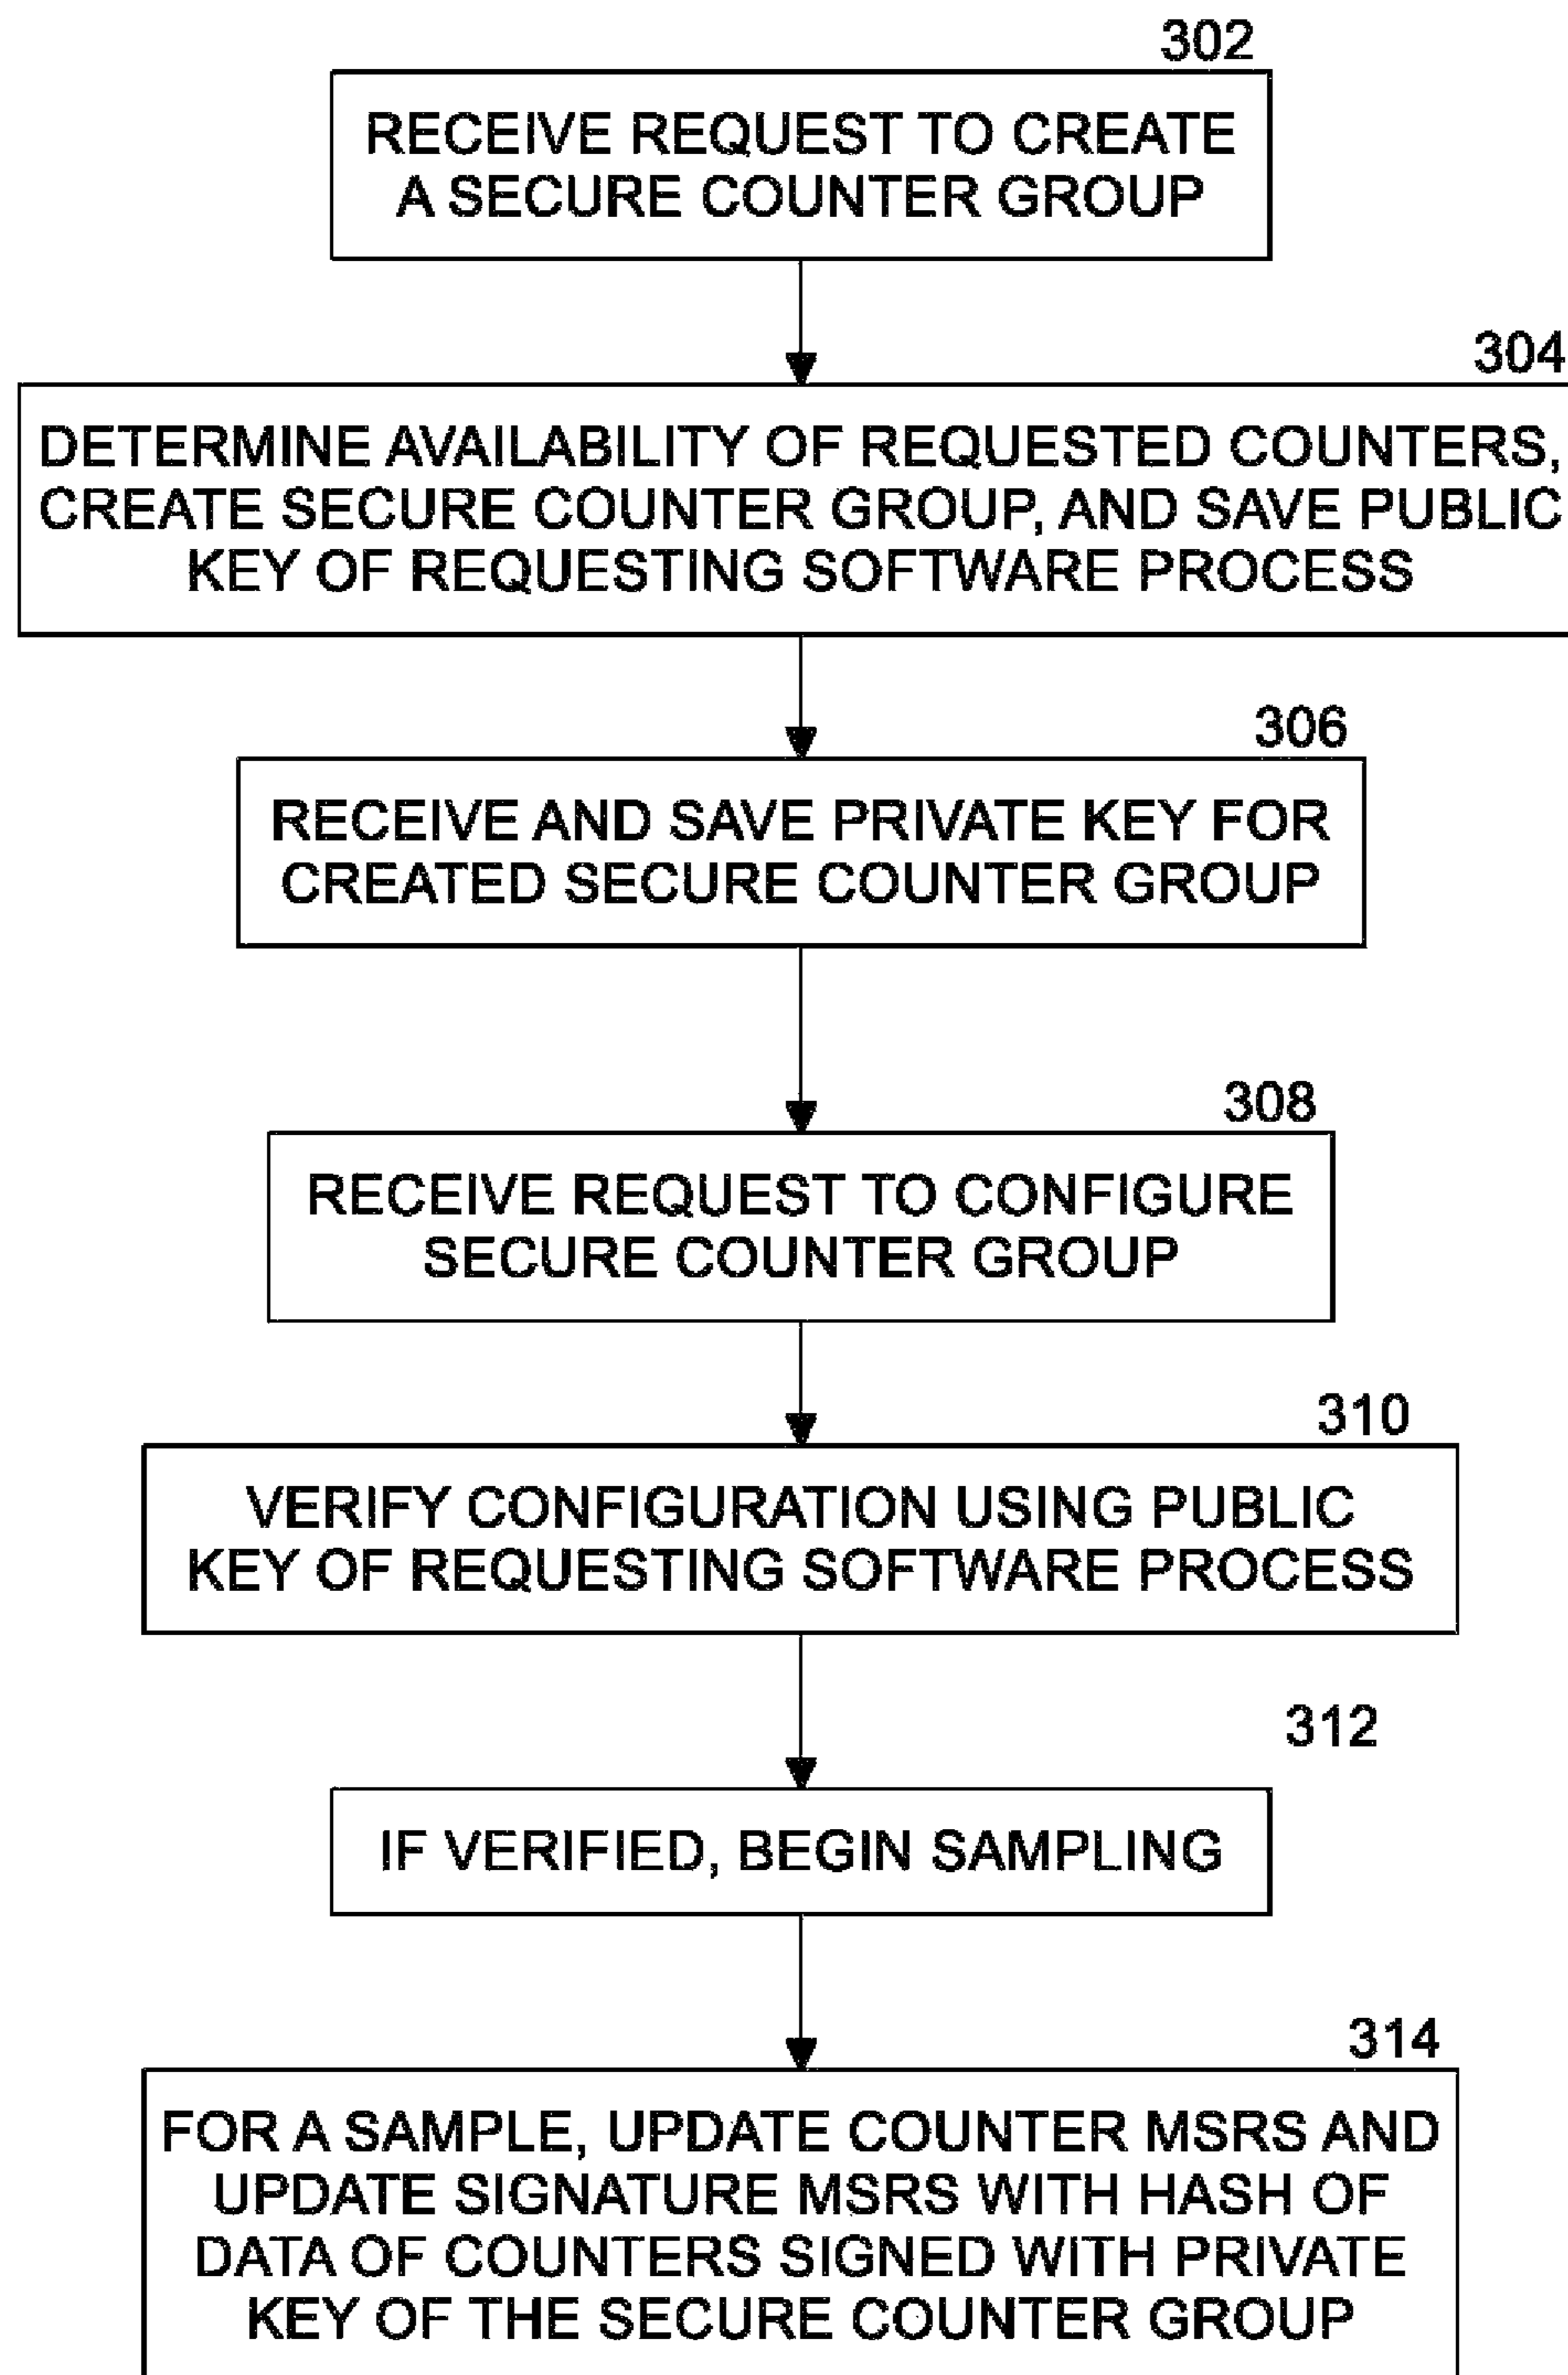 302
RECEIVE REQUEST TO CREATE
A SECURE COUNTER GROUP
304
DETERMINE AVAILABILITY OF REQUESTED COUNTERS,
CREATE SECURE COUNTER GROUP, AND SAVE PUBLIC
KEY OF REQUESTING SOFTWARE PROCESS
306
RECEIVE AND SAVE PRIVATE KEY FOR
CREATED SECURE COUNTER GROUP
308
RECEIVE REQUEST TO CONFIGURE
SECURE COUNTER GROUP
310
VERIFY CONFIGURATION USING PUBLIC
KEY OF REQUESTING SOFTWARE PROCESS
312
IF VERIFIED, BEGIN SAMPLING
314
FOR A SAMPLE, UPDATE COUNTER MSRS AND
UPDATE SIGNATURE MSRS WITH HASH OF
DATA OF COUNTERS SIGNED WITH PRIVATE
KEY OF THE SECURE COUNTER GROUP